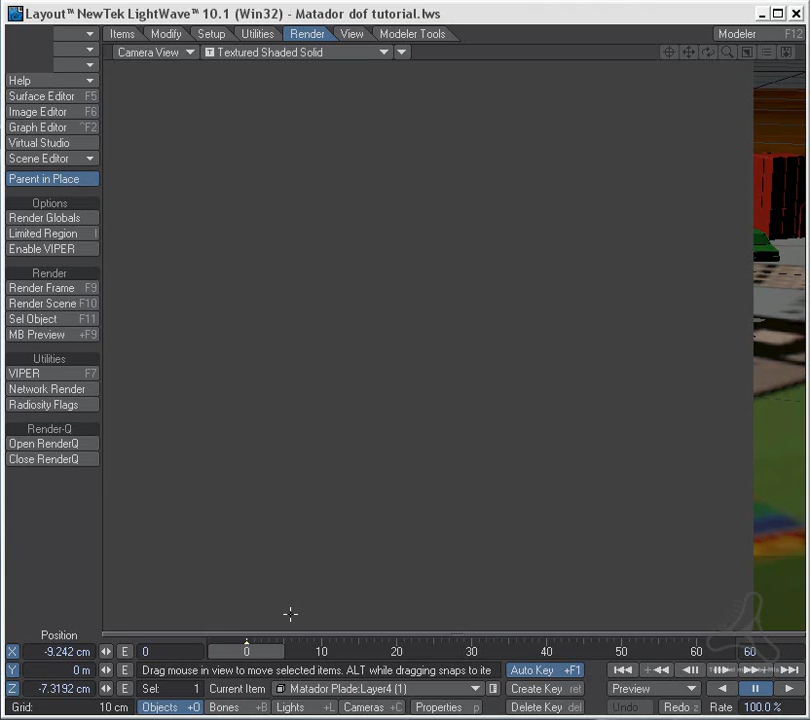 Layout™ NewTek LightWave™ 10.1 (Win32) - Matador dof tutorial.lws
Items Modify Setup Utilities Render View Modeler Tools Modeler F12
Camera View Textured Shaded Solid
Help
Surface Editor F5
Image Editor F6
Graph Editor ^F2
Virtual Studio
Scene Editor
Parent in Place
Options
Render Globals
Limited Region l
Enable VIPER
Render
Render Frame F9
Render Scene F10
Sel Object F11
MB Preview +F9
Utilities
VIPER F7
Network Render
Radiosity Flags
Render-Q
Open RenderQ
Close RenderQ
Position
X -9.242 cm E 0 0 10 20 30 40 50 60 60
Y 0 m E Drag mouse in view to move selected items. ALT while dragging snaps to ite Auto Key +F1
Z -7.3192 cm E Sel: 1 Current Item Matador Plade:Layer4 (1) Properties p Create Key ret Preview
Grid: 10 cm Objects +O Bones +B Lights +L Cameras +C Delete Key del Undo Redo z Rate 100.0 %